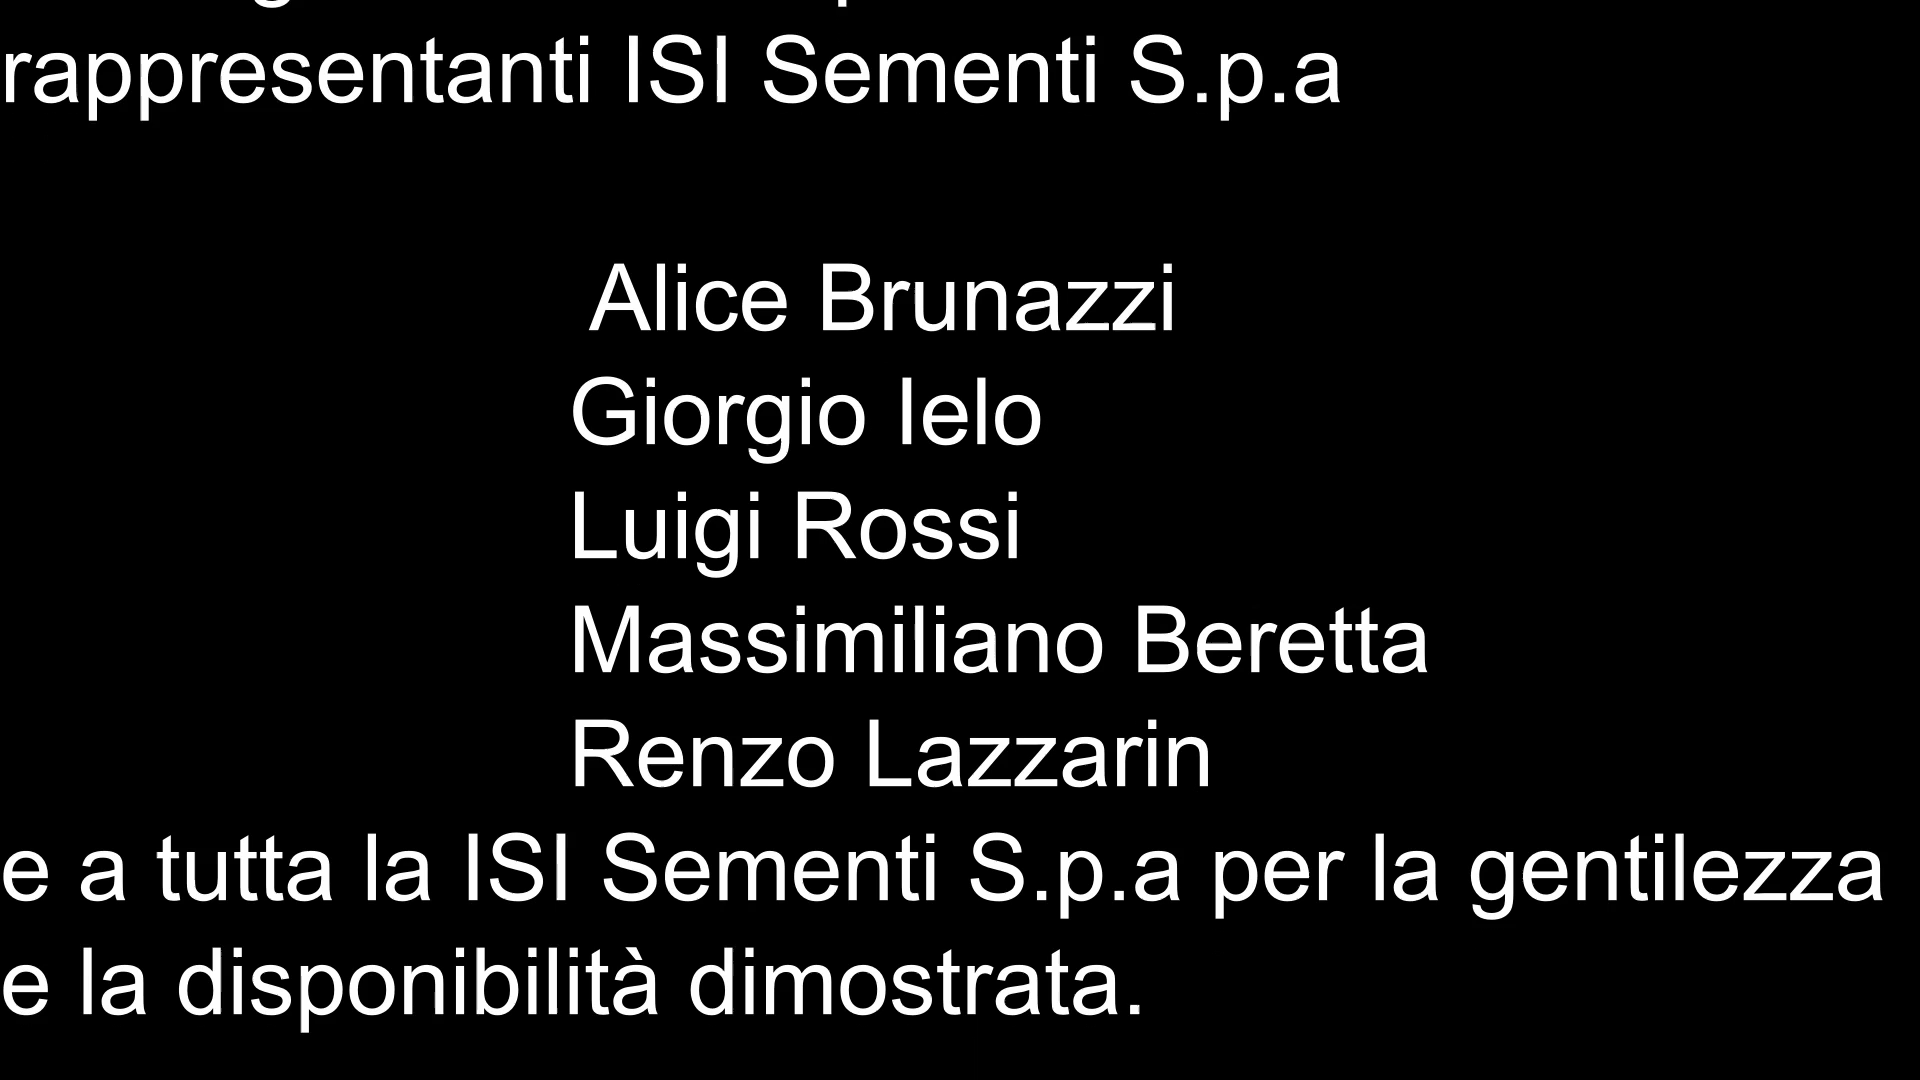 rappresentanti ISI Sementi S.p.a
Alice Brunazzi
Giorgio Ielo
Luigi Rossi
Massimiliano Beretta
Renzo Lazzarin
e a tutta la ISI Sementi S.p.a per la gentilezza
e la disponibilità dimostrata.